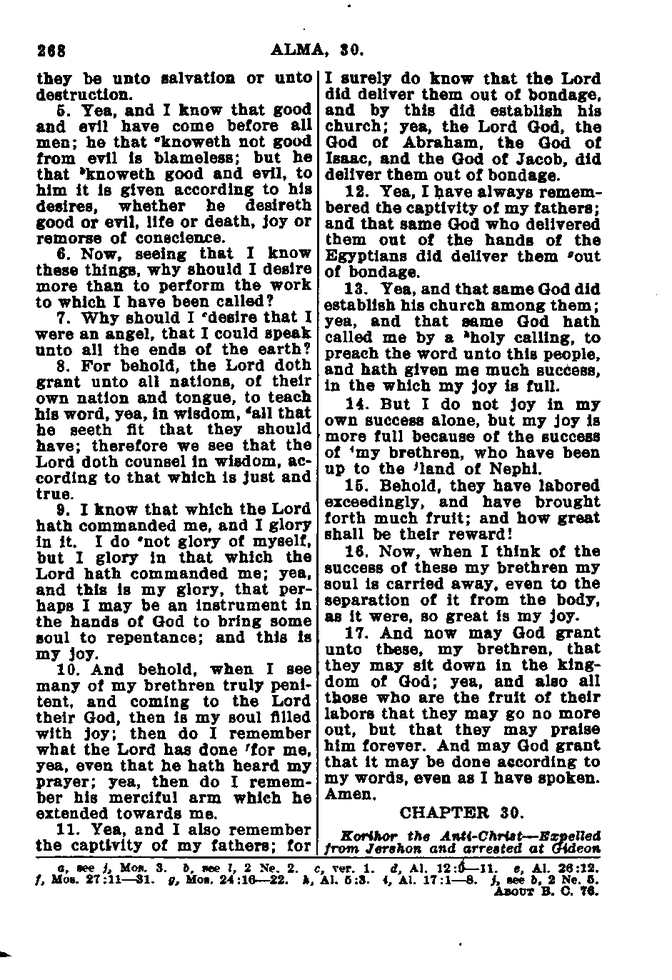 268
ALMA, 30.
they be unto salvation or unto
destruction.
5. Yea, and I know that good
and evil have come before all
men; he that ᵃknoweth not good
from evil is blameless; but he
that ᵇknoweth good and evil, to
him it is given according to his
desires, whether he desireth
good or evil, life or death, joy or
remorse of conscience.
6. Now, seeing that I know
these things, why should I desire
more than to perform the work
to which I have been called?
7. Why should I ᶜdesire that I
were an angel, that I could speak
unto all the ends of the earth?
8. For behold, the Lord doth
grant unto all nations, of their
own nation and tongue, to teach
his word, yea, in wisdom, ᵈall that
he seeth fit that they should
have; therefore we see that the
Lord doth counsel in wisdom, ac-
cording to that which is just and
true.
9. I know that which the Lord
hath commanded me, and I glory
in it. I do ᵉnot glory of myself,
but I glory in that which the
Lord hath commanded me; yea,
and this is my glory, that per-
haps I may be an instrument in
the hands of God to bring some
soul to repentance; and this is
my joy.
10. And behold, when I see
many of my brethren truly peni-
tent, and coming to the Lord
their God, then is my soul filled
with joy; then do I remember
what the Lord has done ᶠfor me,
yea, even that he hath heard my
prayer; yea, then do I remem-
ber his merciful arm which he
extended towards me.
11. Yea, and I also remember
the captivity of my fathers; for
I surely do know that the Lord
did deliver them out of bondage,
and by this did establish his
church; yea, the Lord God, the
God of Abraham, the God of
Isaac, and the God of Jacob, did
deliver them out of bondage.
12. Yea, I have always remem-
bered the captivity of my fathers;
and that same God who delivered
them out of the hands of the
Egyptians did deliver them ᵍout
of bondage.
13. Yea, and that same God did
establish his church among them;
yea, and that same God hath
called me by a ʰholy calling, to
preach the word unto this people,
and hath given me much success,
in the which my joy is full.
14. But I do not joy in my
own success alone, but my joy is
more full because of the success
of ⁱmy brethren, who have been
up to the ʲland of Nephi.
15. Behold, they have labored
exceedingly, and have brought
forth much fruit; and how great
shall be their reward!
16. Now, when I think of the
success of these my brethren my
soul is carried away, even to the
separation of it from the body,
as it were, so great is my joy.
17. And now may God grant
unto these, my brethren, that
they may sit down in the king-
dom of God; yea, and also all
those who are the fruit of their
labors that they may go no more
out, but that they may praise
him forever. And may God grant
that it may be done according to
my words, even as I have spoken.
Amen.
CHAPTER 30.
Korihor the Anti-Christ—Expelled
from Jershon and arrested at Gideon
a, see j, Mos. 3. b, see l, 2 Ne. 2. c, ver. 1. d, Al. 12:9—11. e, Al. 26:12.
f, Mos. 27:11—31. g, Mos. 24:16—22. h, Al. 5:3. i, Al. 17:1—8. j, see b, 2 Ne. 5.
ABOUT B. C. 76.